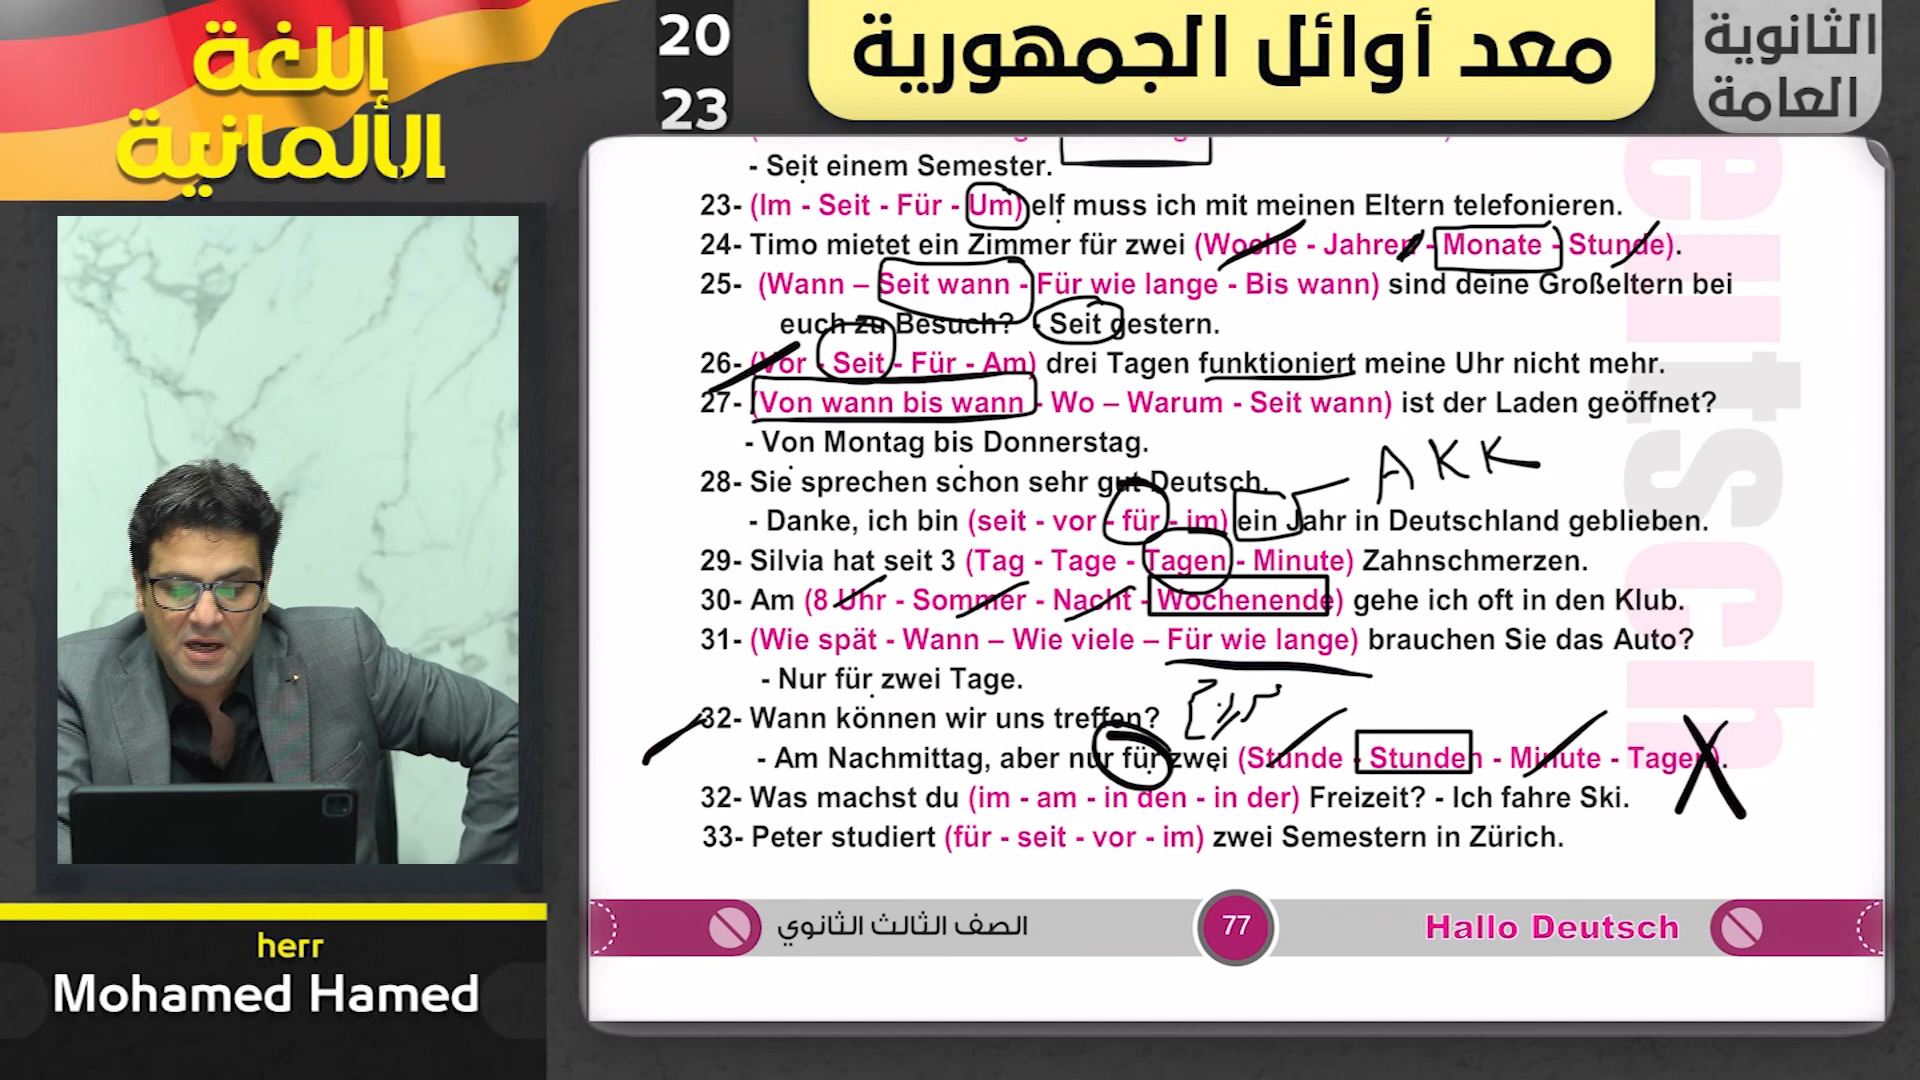 اللغة
الألمانية
20
23
معد أوائل الجمهورية
الثانوية
العامة
- Seit einem Semester.
23- (Im - Seit - Für - Um) elf muss ich mit meinen Eltern telefonieren.
24- Timo mietet ein Zimmer für zwei (Woche - Jahren - Monate - Stunde).
25- (Wann – Seit wann - Für wie lange - Bis wann) sind deine Großeltern bei
euch zu Besuch? - Seit gestern.
26- (Vor - Seit - Für - Am) drei Tagen funktioniert meine Uhr nicht mehr.
27- (Von wann bis wann - Wo – Warum - Seit wann) ist der Laden geöffnet?
- Von Montag bis Donnerstag.
AKK
28- Sie sprechen schon sehr gut Deutsch.
- Danke, ich bin (seit - vor - für - im) ein Jahr in Deutschland geblieben.
29- Silvia hat seit 3 (Tag - Tage - Tagen - Minute) Zahnschmerzen.
30- Am (8 Uhr - Sommer - Nacht - Wochenende) gehe ich oft in den Klub.
31- (Wie spät - Wann – Wie viele – Für wie lange) brauchen Sie das Auto?
- Nur für zwei Tage.
32- Wann können wir uns treffen?
- Am Nachmittag, aber nur für zwei (Stunde - Stunden - Minute - Tagen).
32- Was machst du (im - am - in den - in der) Freizeit? - Ich fahre Ski.
33- Peter studiert (für - seit - vor - im) zwei Semestern in Zürich.
الصف الثالث الثانوي
77
Hallo Deutsch
eutsch
herr
Mohamed Hamed